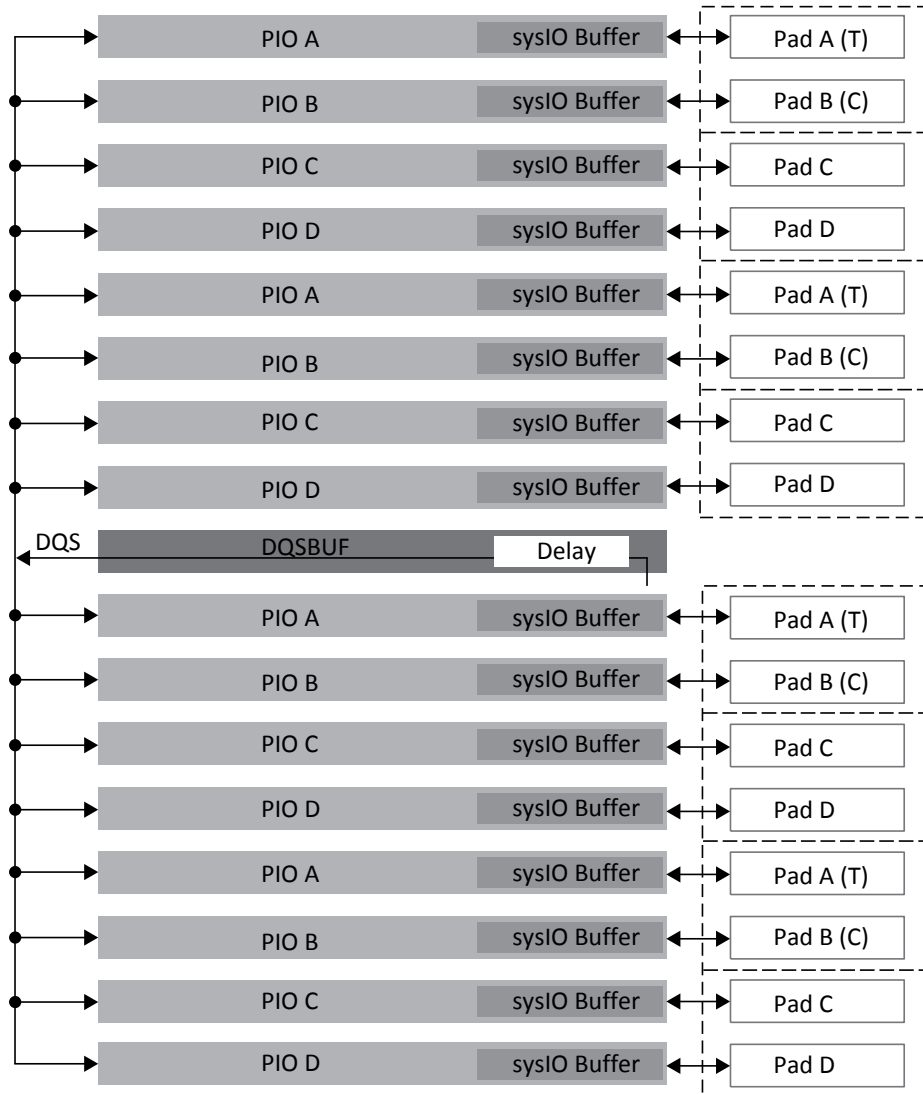 PIO A sysIO Buffer Pad A (T)
PIO B sysIO Buffer Pad B (C)
PIO C sysIO Buffer Pad C
PIO D sysIO Buffer Pad D
PIO A sysIO Buffer Pad A (T)
PIO B sysIO Buffer Pad B (C)
PIO C sysIO Buffer Pad C
PIO D sysIO Buffer Pad D
DQS DQSBUF Delay
PIO A sysIO Buffer Pad A (T)
PIO B sysIO Buffer Pad B (C)
PIO C sysIO Buffer Pad C
PIO D sysIO Buffer Pad D
PIO A sysIO Buffer Pad A (T)
PIO B sysIO Buffer Pad B (C)
PIO C sysIO Buffer Pad C
PIO D sysIO Buffer Pad D